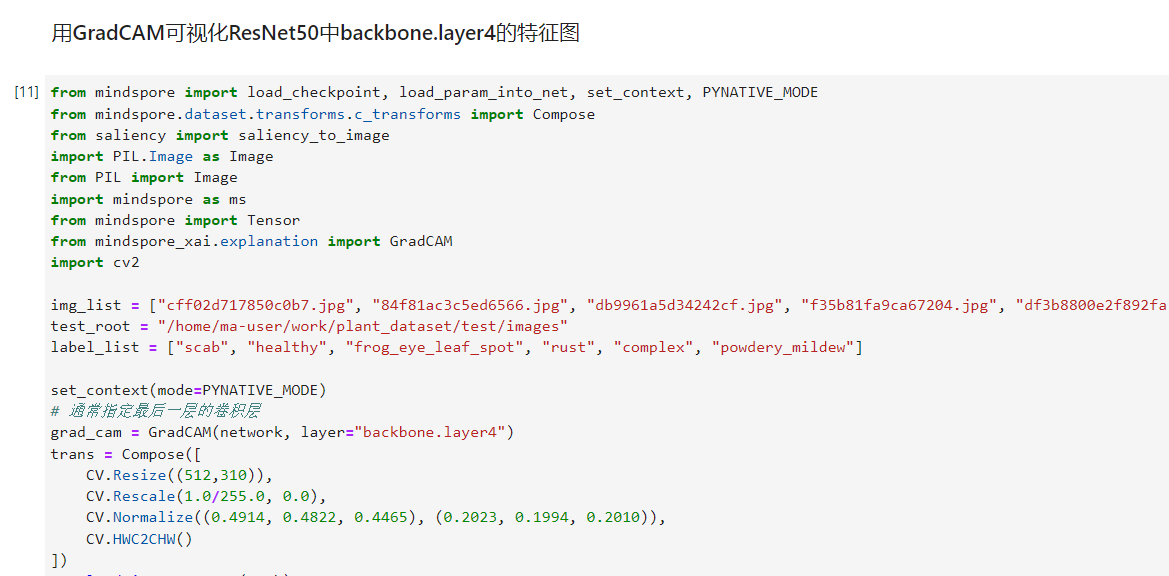 用GradCAM可视化ResNet50中backbone.layer4的特征图
[11]
from mindspore import load_checkpoint, load_param_into_net, set_context, PYNATIVE_MODE
from mindspore.dataset.transforms.c_transforms import Compose
from saliency import saliency_to_image
import PIL.Image as Image
from PIL import Image
import mindspore as ms
from mindspore import Tensor
from mindspore_xai.explanation import GradCAM
import cv2
img_list = ["cff02d717850c0b7.jpg", "84f81ac3c5ed6566.jpg", "db9961a5d34242cf.jpg", "f35b81fa9ca67204.jpg", "df3b8800e2f892fa
test_root = "/home/ma-user/work/plant_dataset/test/images"
label_list = ["scab", "healthy", "frog_eye_leaf_spot", "rust", "complex", "powdery_mildew"]
set_context(mode=PYNATIVE_MODE)
# 通常指定最后一层的卷积层
grad_cam = GradCAM(network, layer="backbone.layer4")
trans = Compose([
    CV.Resize((512,310)),
    CV.Rescale(1.0/255.0, 0.0),
    CV.Normalize((0.4914, 0.4822, 0.4465), (0.2023, 0.1994, 0.2010)),
    CV.HWC2CHW()
])